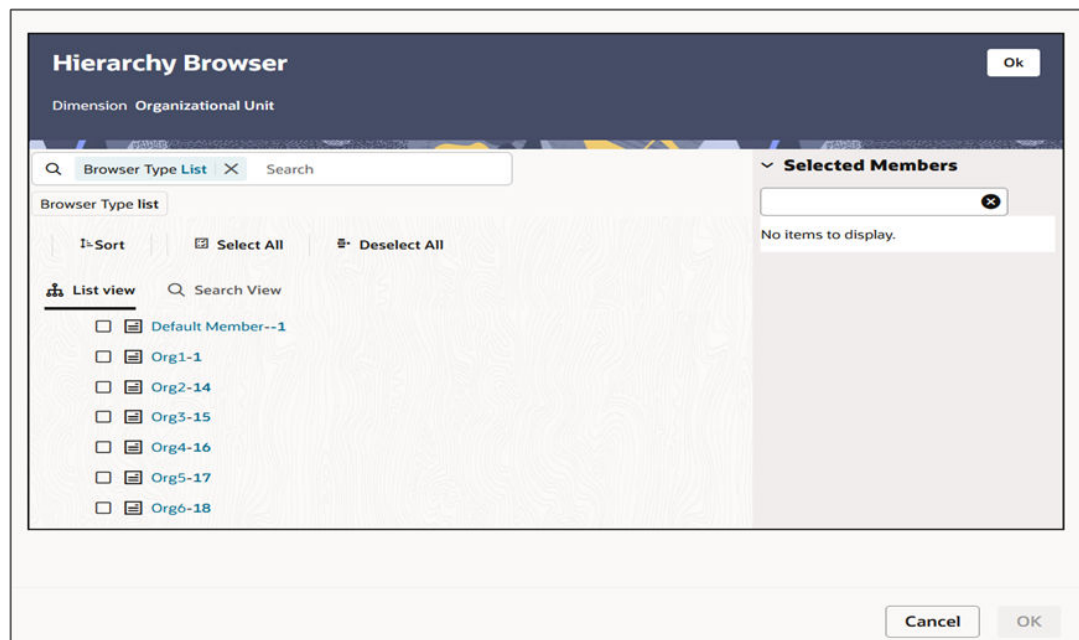 Hierarchy Browser
Ok
Dimension Organizational Unit
Browser Type List Search
Browser Type list
Sort Select All Deselect All
List view Search View
Default Member--1
Org1-1
Org2-14
Org3-15
Org4-16
Org5-17
Org6-18
Selected Members
No items to display.
Cancel OK